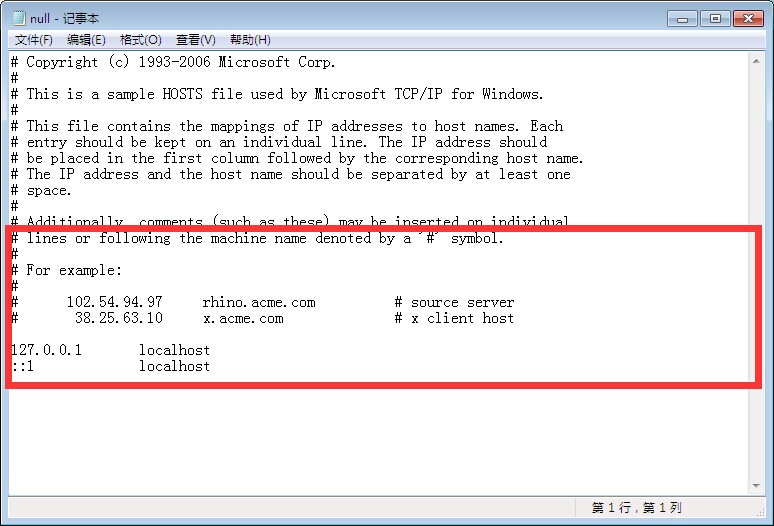 null - 记事本
文件(F) 编辑(E) 格式(O) 查看(V) 帮助(H)
# Copyright (c) 1993-2006 Microsoft Corp.
#
# This is a sample HOSTS file used by Microsoft TCP/IP for Windows.
#
# This file contains the mappings of IP addresses to host names. Each
# entry should be kept on an individual line. The IP address should
# be placed in the first column followed by the corresponding host name.
# The IP address and the host name should be separated by at least one
# space.
#
# Additionally, comments (such as these) may be inserted on individual
# lines or following the machine name denoted by a '#' symbol.
#
# For example:
#
#      102.54.94.97     rhino.acme.com          # source server
#       38.25.63.10     x.acme.com              # x client host
127.0.0.1       localhost
::1             localhost
第 1 行，第 1 列